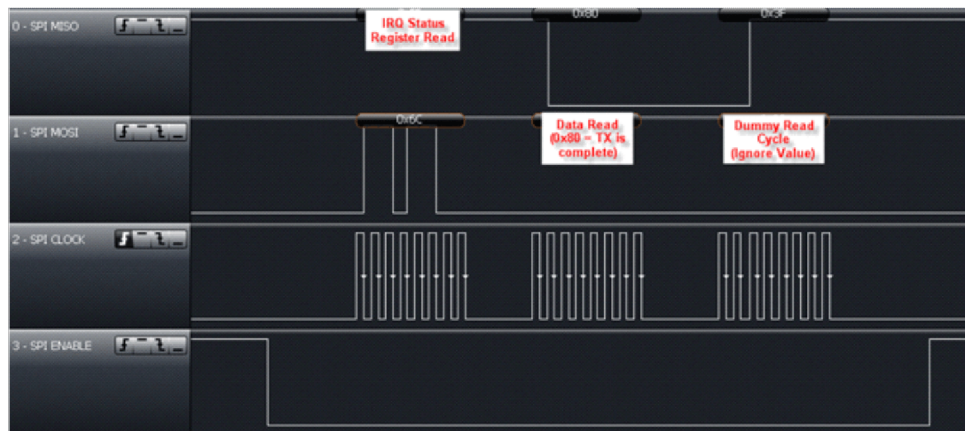 0 - SPI MISO
IRQ Status
Register Read
0x80
0x3F
1 - SPI MOSI
0x6C
Data Read
(0x80 = TX is
complete)
Dummy Read
Cycle
(Ignore Value)
2 - SPI CLOCK
3 - SPI ENABLE